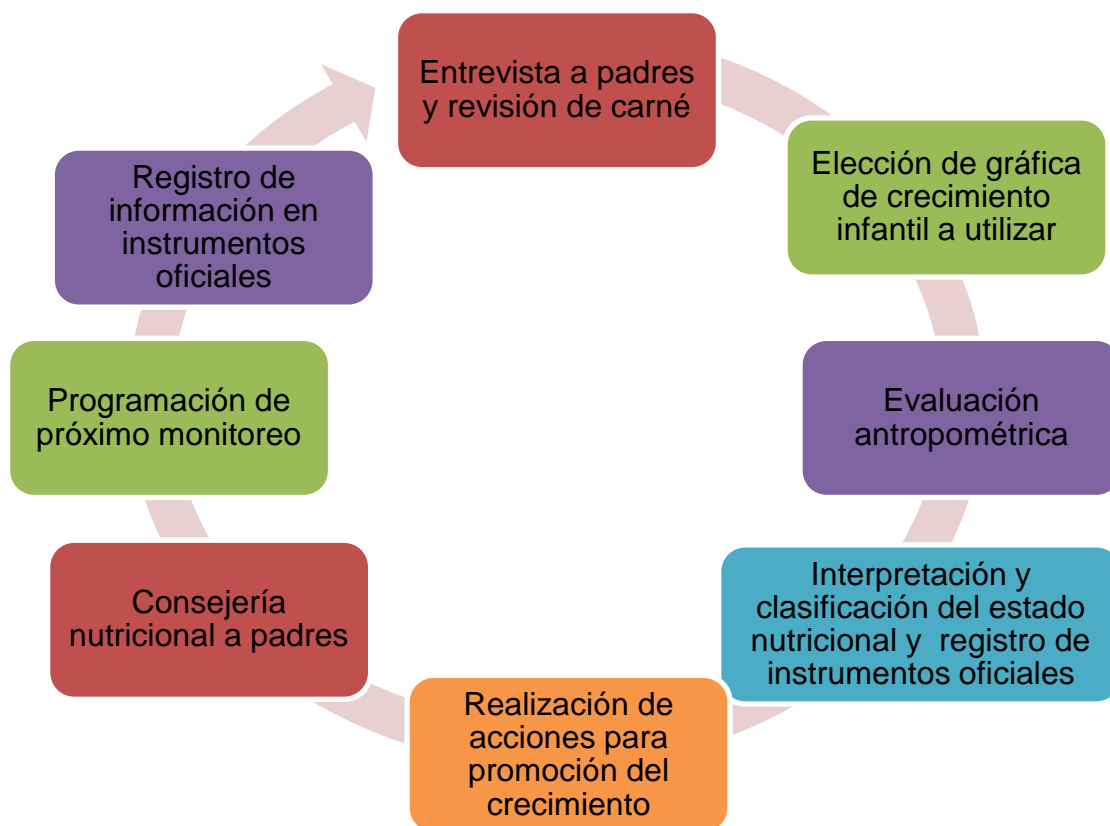 Entrevista a padres
y revisión de carné
Elección de gráfica
de crecimiento
infantil a utilizar
Evaluación
antropométrica
Interpretación y
clasificación del estado
nutricional y  registro de
instrumentos oficiales
Realización de
acciones para
promoción del
crecimiento
Consejería
nutricional a padres
Programación de
próximo monitoreo
Registro de
información en
instrumentos
oficiales